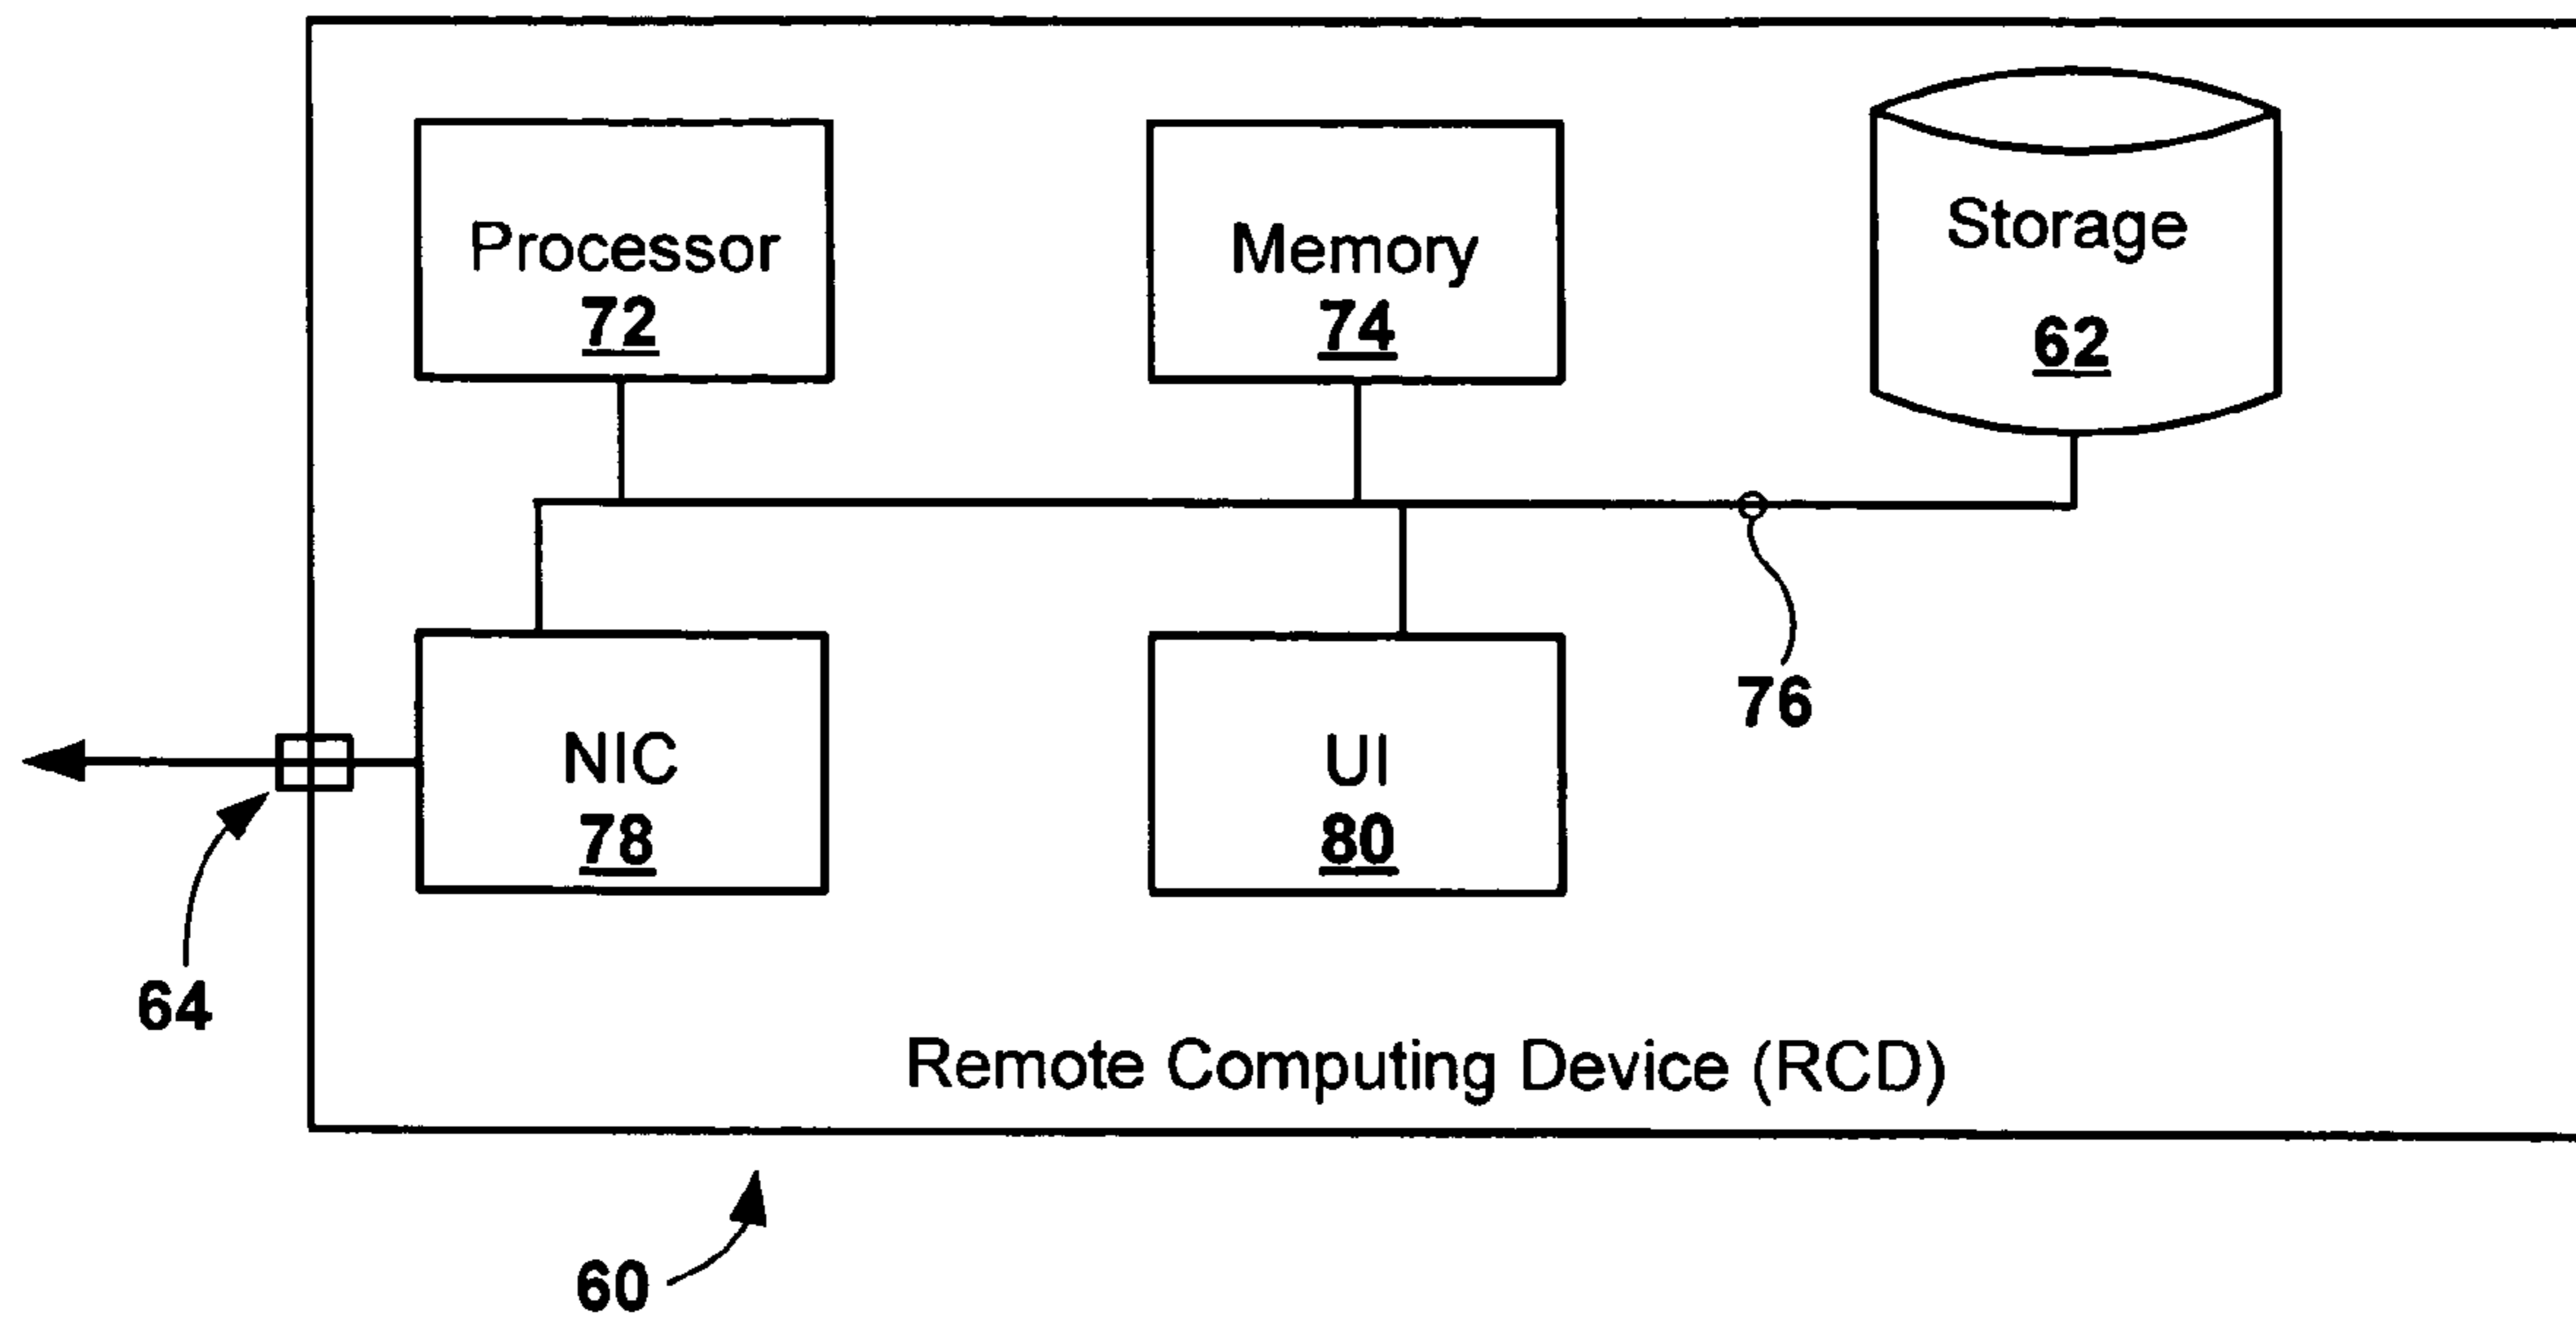 Processor
72
Memory
74
Storage
62
76
NIC
78
UI
80
64
Remote Computing Device (RCD)
60